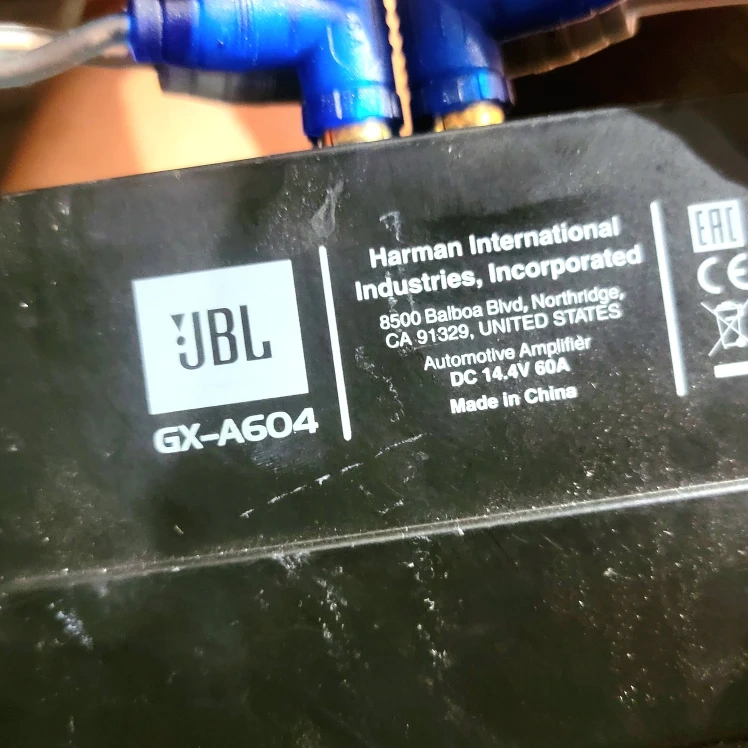 JBL
GX-A604
Harman International
Industries, Incorporated
8500 Balboa Blvd, Northridge,
CA 91329, UNITED STATES
Automotive Amplifier
DC 14.4V 60A
Made in China
EAC
CE